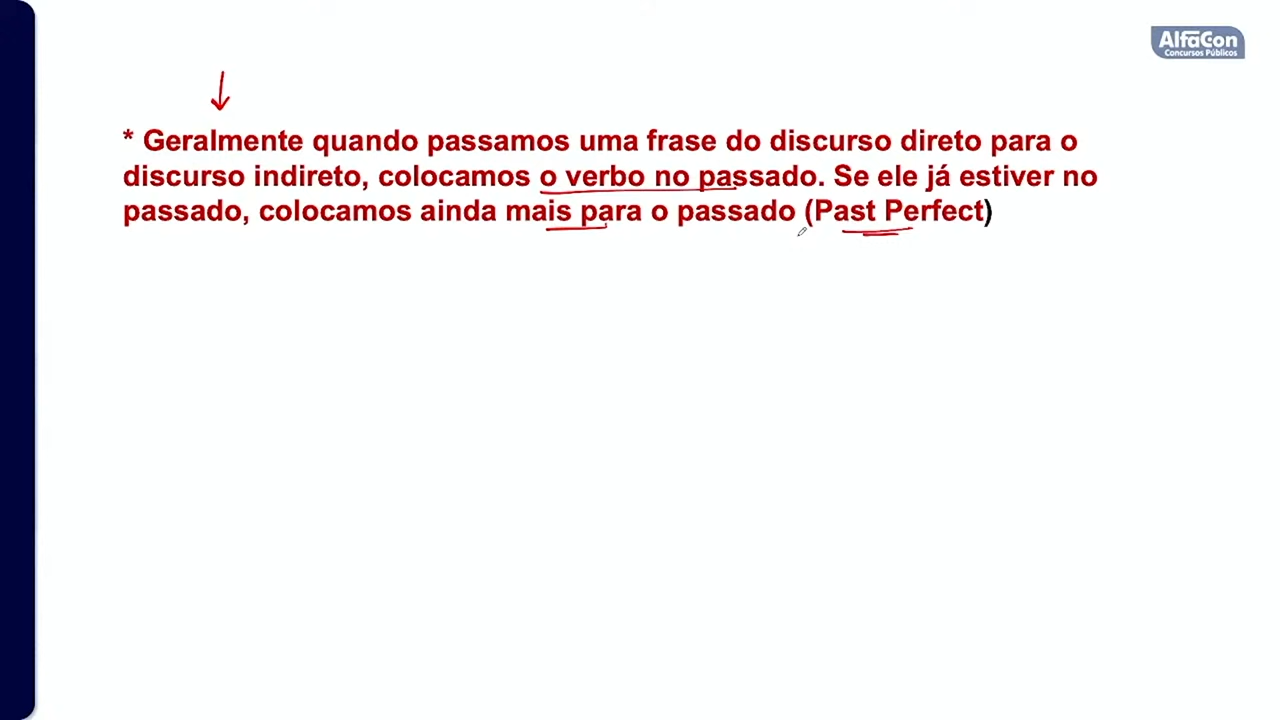 AlfaCon
Concursos Públicos
* Geralmente quando passamos uma frase do discurso direto para o
discurso indireto, colocamos o verbo no passado. Se ele já estiver no
passado, colocamos ainda mais para o passado (Past Perfect)